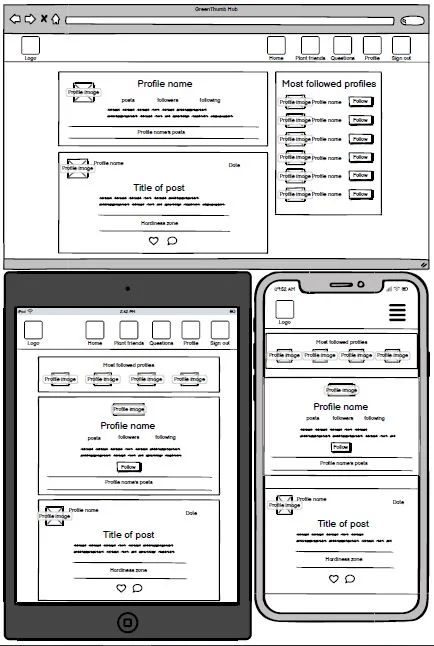 GreenThumb Hub
Logo
Home Plant friends Questions Profile Sign out
Profile image
Profile name
posts followers following
Profile name's posts
Most followed profiles
Profile image Profile name Follow
Profile image Profile name Follow
Profile image Profile name Follow
Profile image Profile name Follow
Profile image Profile name Follow
Profile image Profile name Follow
Profile image Profile name Date
Title of post
Hardiness zone
iPad
Logo Home Plant friends Questions Profile Sign out
Most followed profiles
Profile image Profile image Profile image Profile image
Profile image
Profile name
posts followers following
Follow
Profile name's posts
Profile image Profile name Date
Title of post
Hardiness zone
09:52 AM
Logo
Most followed profiles
Profile image Profile image Profile image Profile image
Profile image
Profile name
posts followers following
Follow
Profile name's posts
Profile image Profile name Date
Title of post
Hardiness zone